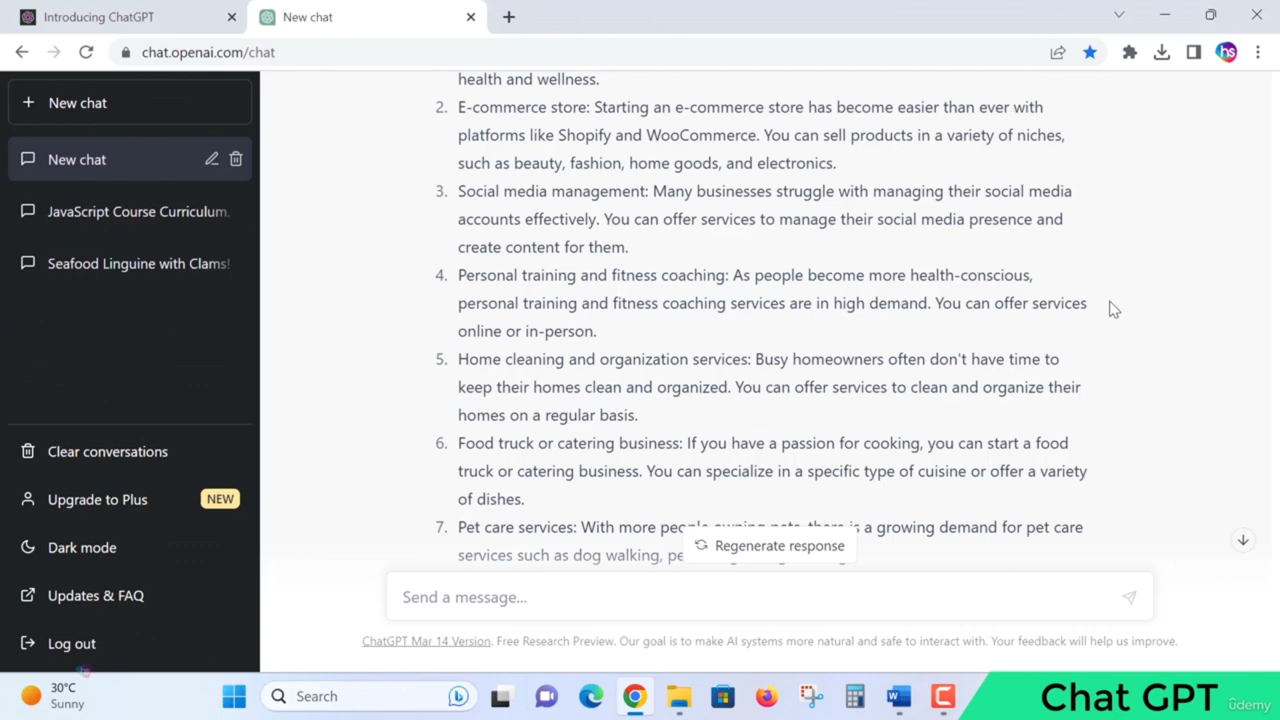 Introducing ChatGPT
New chat
chat.openai.com/chat
hs
New chat
New chat
JavaScript Course Curriculum.
Seafood Linguine with Clams!
Clear conversations
Upgrade to Plus NEW
Dark mode
Updates & FAQ
Log out
health and wellness.
2. E-commerce store: Starting an e-commerce store has become easier than ever with
platforms like Shopify and WooCommerce. You can sell products in a variety of niches,
such as beauty, fashion, home goods, and electronics.
3. Social media management: Many businesses struggle with managing their social media
accounts effectively. You can offer services to manage their social media presence and
create content for them.
4. Personal training and fitness coaching: As people become more health-conscious,
personal training and fitness coaching services are in high demand. You can offer services
online or in-person.
5. Home cleaning and organization services: Busy homeowners often don't have time to
keep their homes clean and organized. You can offer services to clean and organize their
homes on a regular basis.
6. Food truck or catering business: If you have a passion for cooking, you can start a food
truck or catering business. You can specialize in a specific type of cuisine or offer a variety
of dishes.
7. Pet care services: With more people owning pets, there is a growing demand for pet care
services such as dog walking,
Regenerate response
Send a message...
ChatGPT Mar 14 Version. Free Research Preview. Our goal is to make AI systems more natural and safe to interact with. Your feedback will help us improve.
30°C
Sunny
Search
Chat GPT
ûdemy